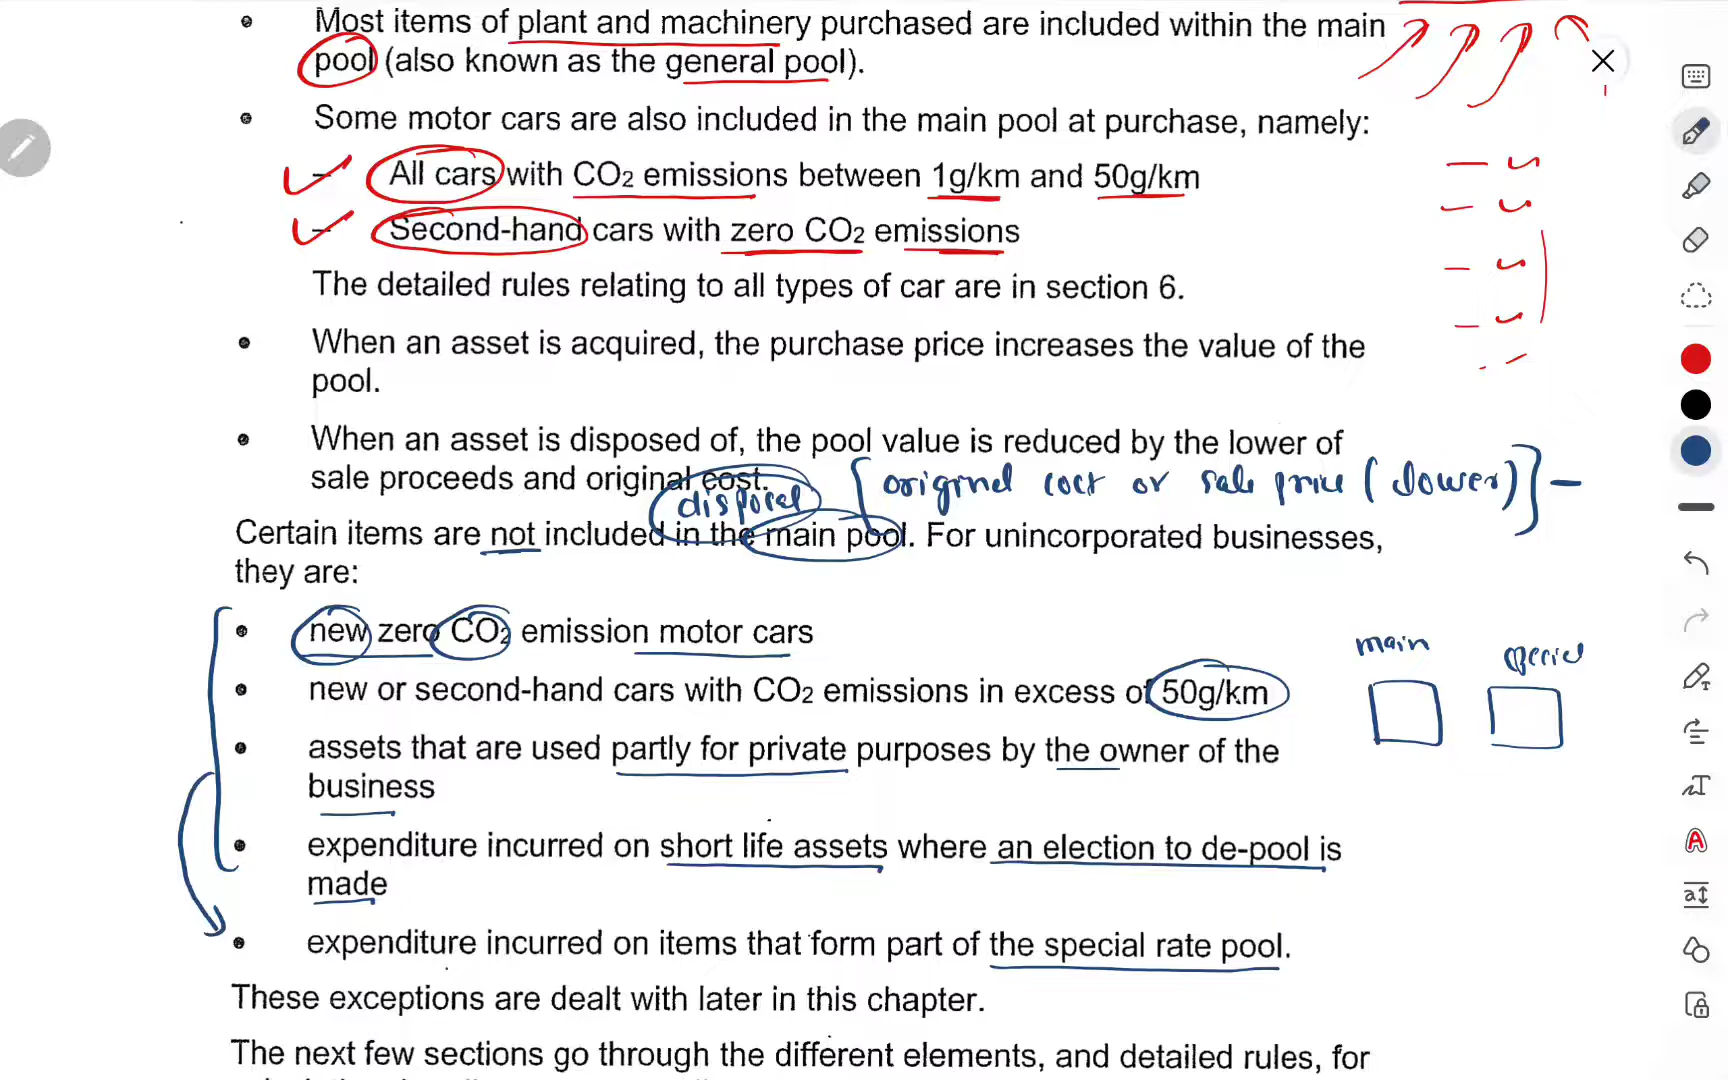 Most items of plant and machinery purchased are included within the main
pool (also known as the general pool).
Some motor cars are also included in the main pool at purchase, namely:
All cars with CO2 emissions between 1g/km and 50g/km
Second-hand cars with zero CO2 emissions
The detailed rules relating to all types of car are in section 6.
When an asset is acquired, the purchase price increases the value of the
pool.
When an asset is disposed of, the pool value is reduced by the lower of
sale proceeds and original cost.
disposal [original cost or sale price (lower)] –
Certain items are not included in the main pool. For unincorporated businesses,
they are:
new zero CO2 emission motor cars
main
new or second-hand cars with CO2 emissions in excess of 50g/km
assets that are used partly for private purposes by the owner of the
business
expenditure incurred on short life assets where an election to de-pool is
made
expenditure incurred on items that form part of the special rate pool.
These exceptions are dealt with later in this chapter.
The next few sections go through the different elements, and detailed rules, for